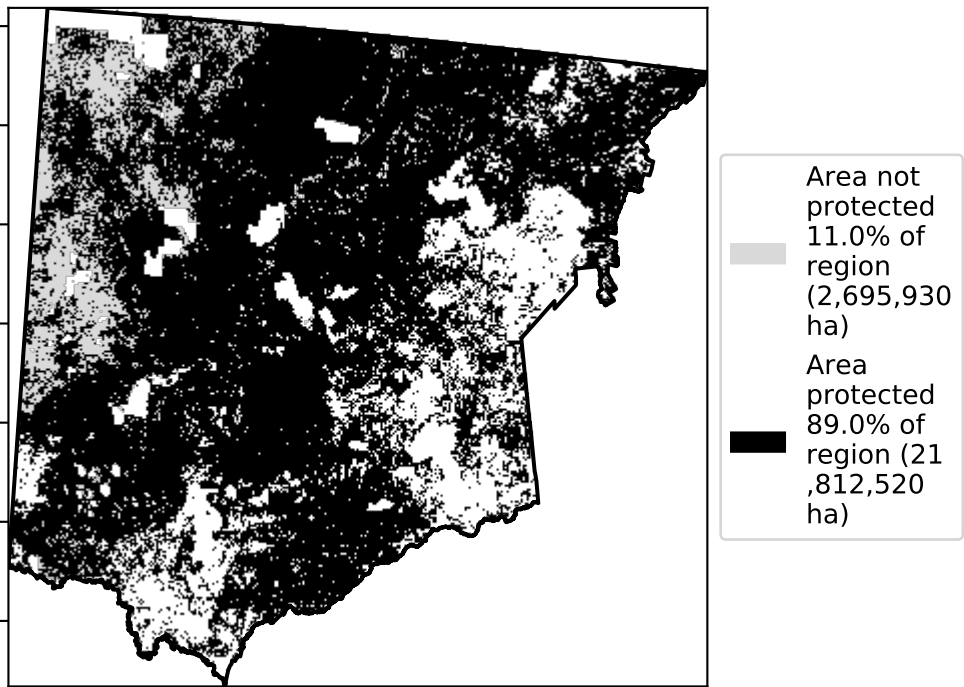 Area not
protected
11.0% of
region
(2,695,930
ha)
Area
protected
89.0% of
region (21
,812,520
ha)